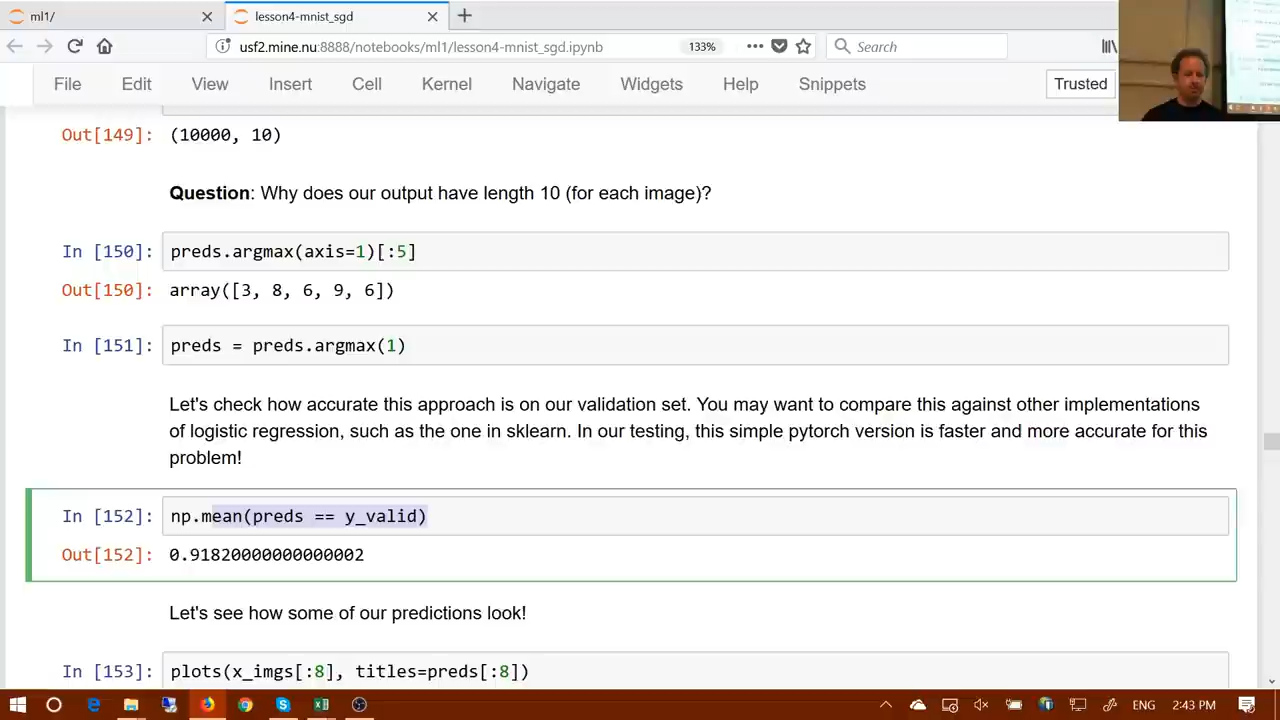 ml1/
lesson4-mnist_sgd
usf2.mine.nu:8888/notebooks/ml1/lesson4-mnist_sgd.ipynb
133%
Search
File Edit View Insert Cell Kernel Navigate Widgets Help Snippets
Trusted
Out[149]: (10000, 10)
Question: Why does our output have length 10 (for each image)?
In [150]: preds.argmax(axis=1)[:5]
Out[150]: array([3, 8, 6, 9, 6])
In [151]: preds = preds.argmax(1)
Let's check how accurate this approach is on our validation set. You may want to compare this against other implementations
of logistic regression, such as the one in sklearn. In our testing, this simple pytorch version is faster and more accurate for this
problem!
In [152]: np.mean(preds == y_valid)
Out[152]: 0.91820000000000002
Let's see how some of our predictions look!
In [153]: plots(x_imgs[:8], titles=preds[:8])
ENG
2:43 PM